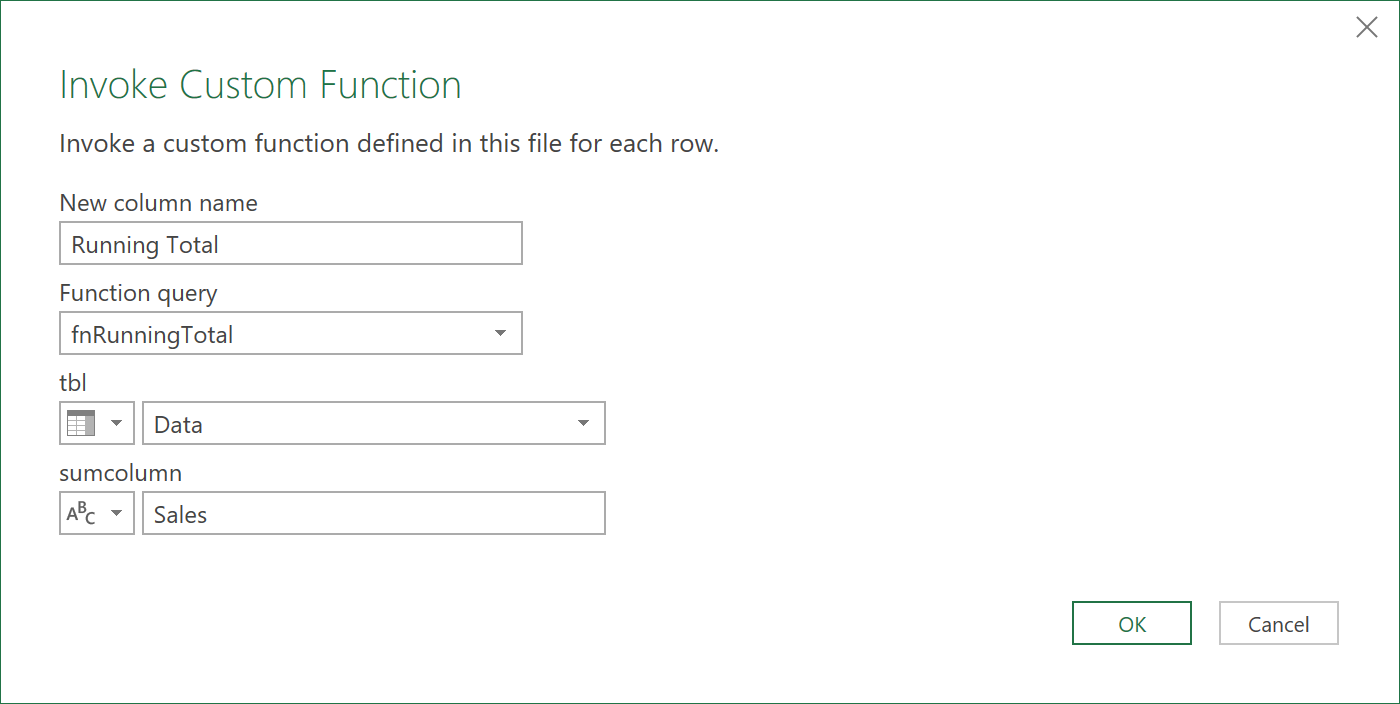 Invoke Custom Function
Invoke a custom function defined in this file for each row.
New column name
Running Total
Function query
fnRunningTotal
tbl
Data
sumcolumn
ABC Sales
OK Cancel